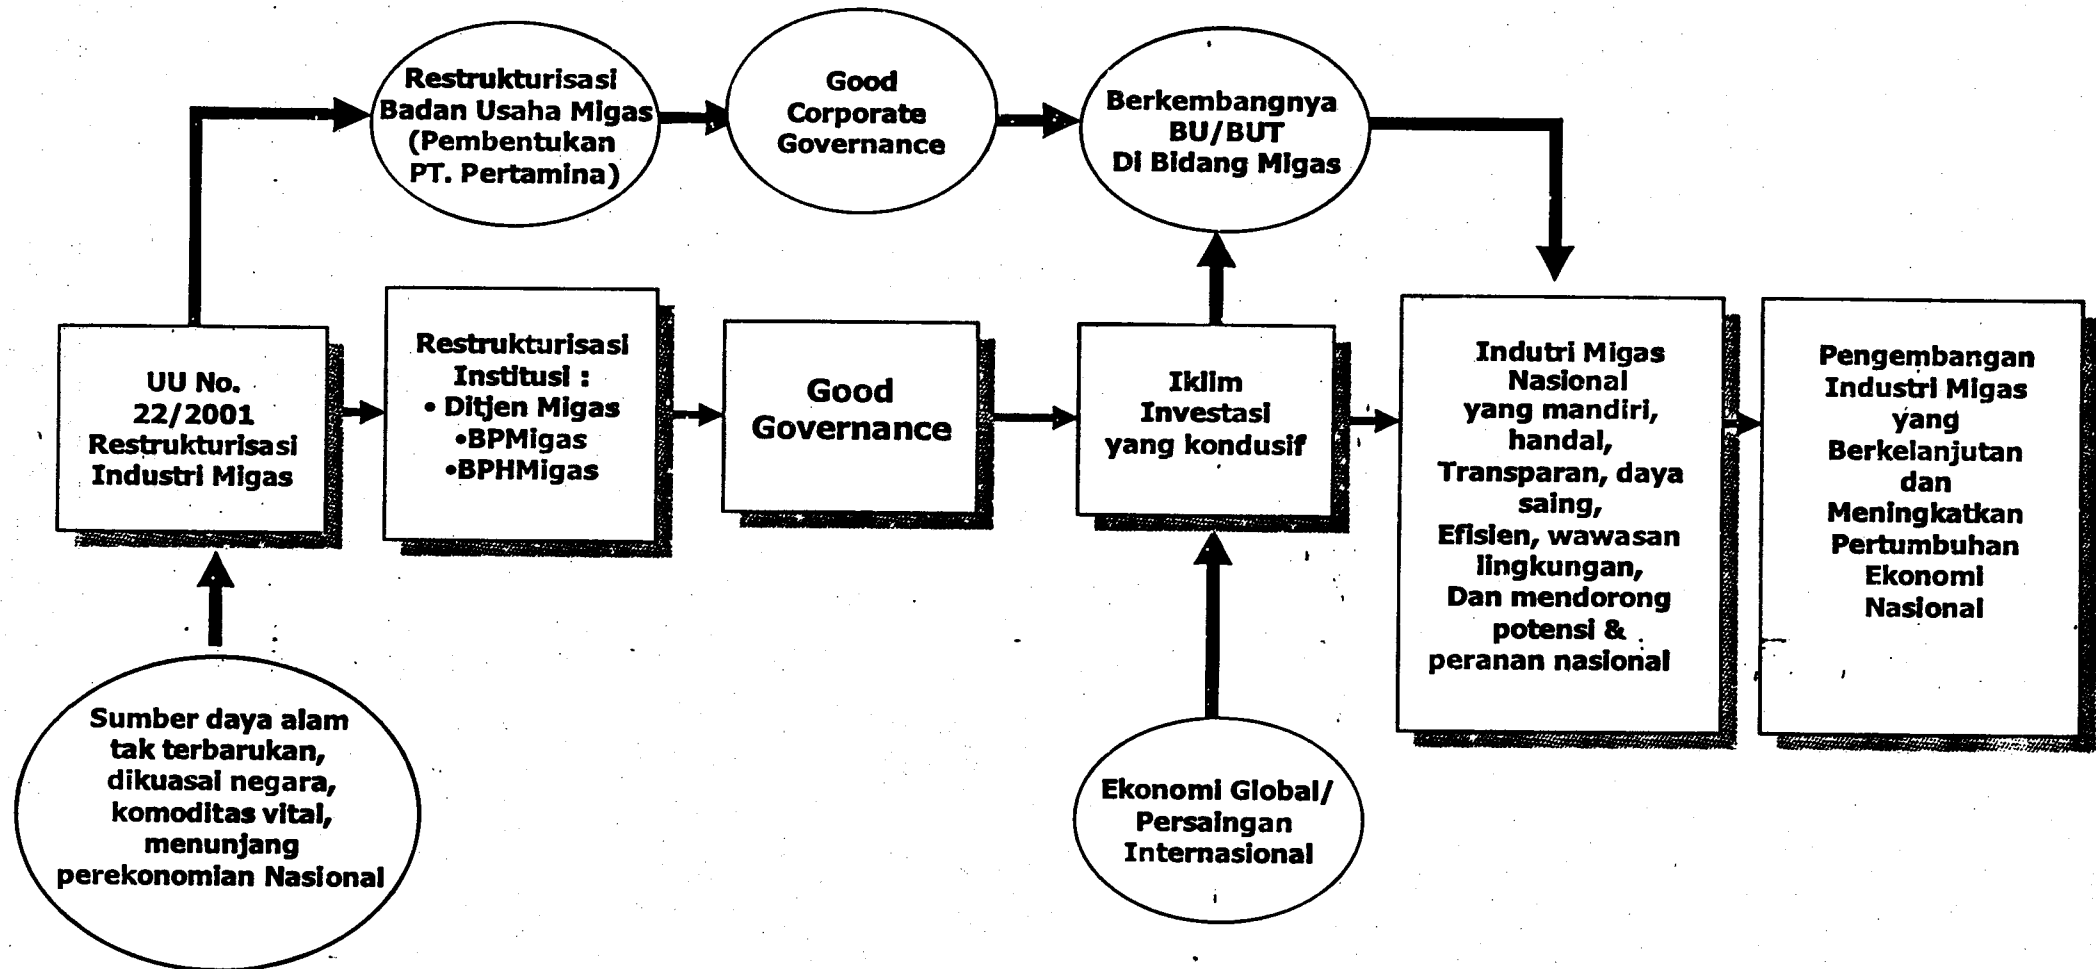 Restrukturisasi
Badan Usaha Migas
(Pembentukan
PT. Pertamina)
Good
Corporate
Governance
Berkembangnya
BU/BUT
Di Bidang Migas
UU No.
22/2001
Restrukturisasi
Industri Migas
Restrukturisasi
Institusi :
• Ditjen Migas
•BPMigas
•BPHMigas
Good
Governance
Iklim
Investasi
yang kondusif
Indutri Migas
Nasional
yang mandiri,
handal,
Transparan, daya
saing,
Efisien, wawasan
lingkungan,
Dan mendorong
potensi &
peranan nasional
Pengembangan
Industri Migas
yang
Berkelanjutan
dan
Meningkatkan
Pertumbuhan
Ekonomi
Nasional
Sumber daya alam
tak terbarukan,
dikuasai negara,
komoditas vital,
menunjang
perekonomian Nasional
Ekonomi Global/
Persaingan
Internasional